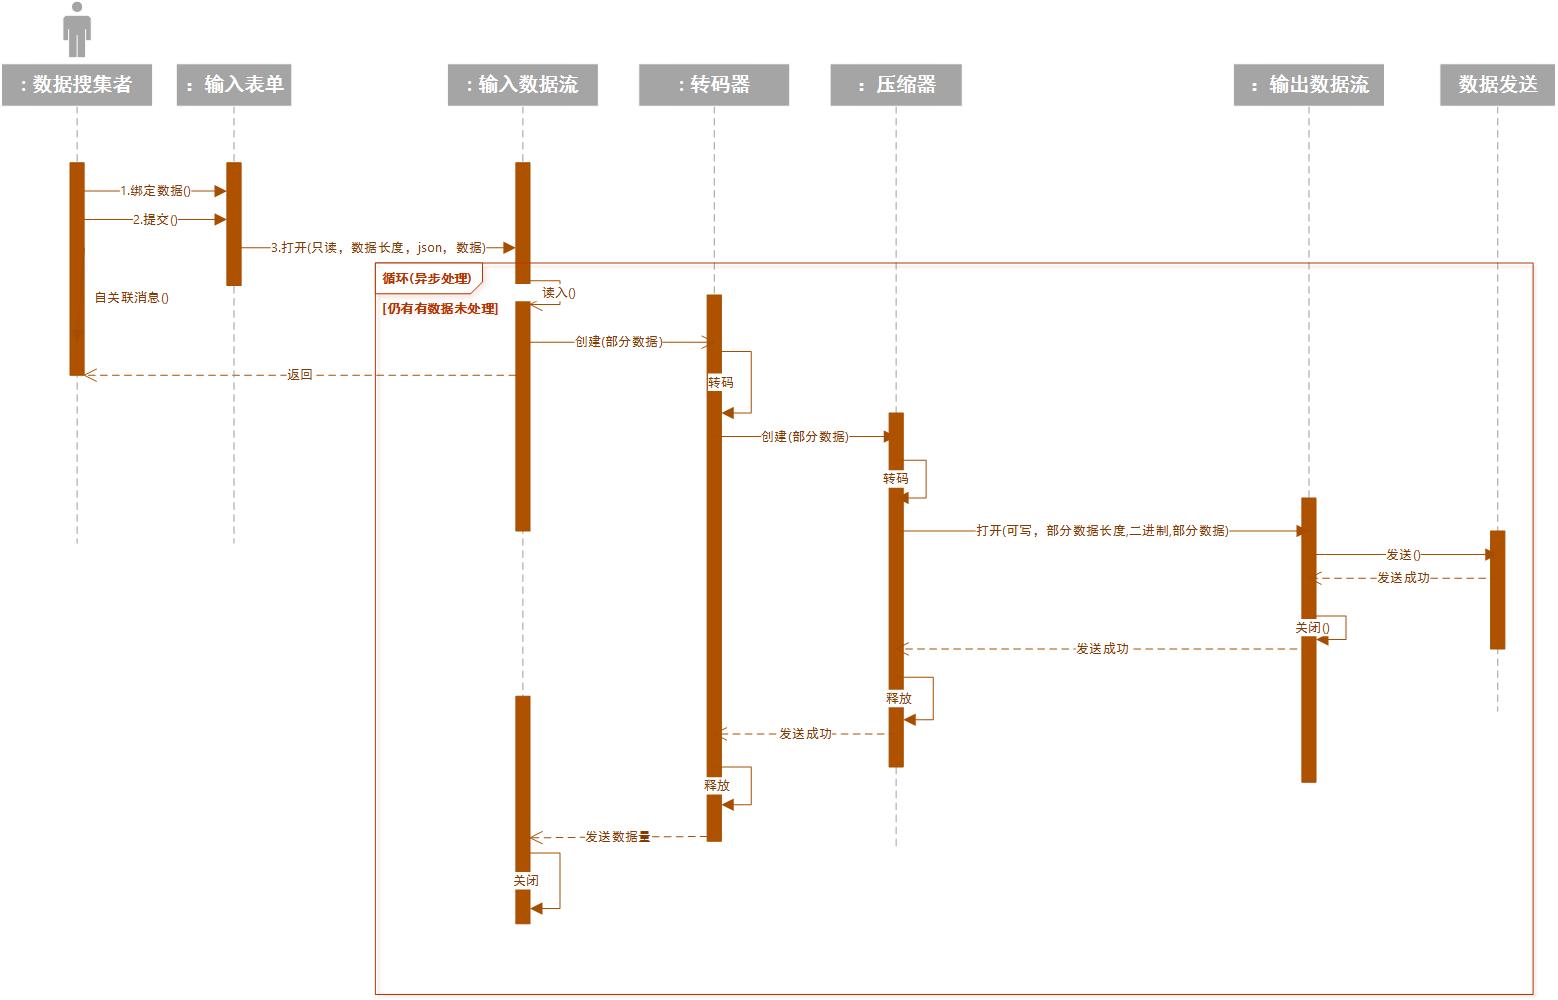 : 数据搜集者
： 输入表单
: 输入数据流
: 转码器
： 压缩器
： 输出数据流
数据发送
1.绑定数据()
2.提交()
3.打开(只读，数据长度，json，数据)
循环(异步处理)
读入()
自关联消息()
[仍有有数据未处理]
创建(部分数据)
返回
转码
创建(部分数据)
转码
打开(可写，部分数据长度,二进制,部分数据)
发送()
发送成功
关闭()
发送成功
释放
发送成功
释放
发送数据量
关闭